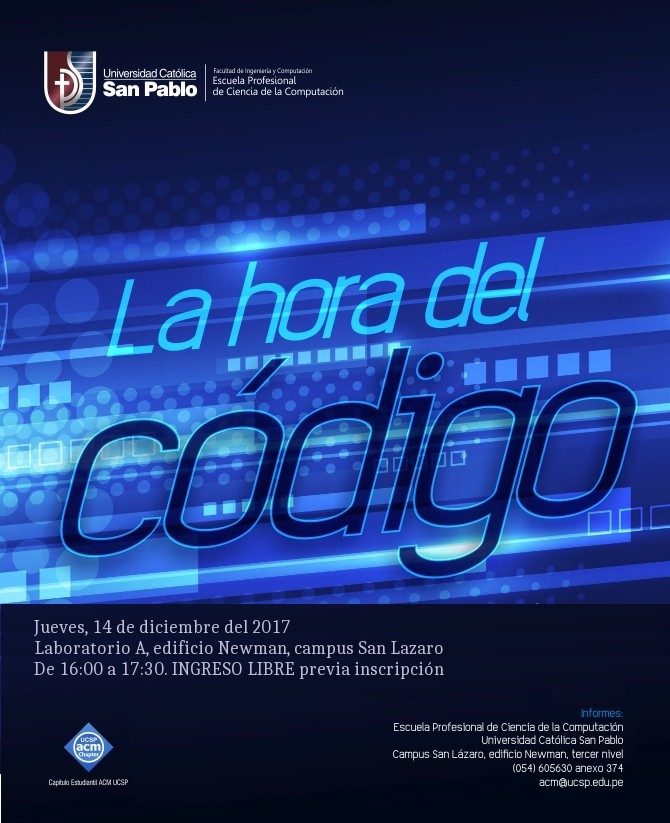 Universidad Católica
San Pablo
Facultad de Ingeniería y Computación
Escuela Profesional
de Ciencia de la Computación
La hora del
código
Jueves, 14 de diciembre del 2017
Laboratorio A, edificio Newman, campus San Lazaro
De 16:00 a 17:30. INGRESO LIBRE previa inscripción
Informes:
Escuela Profesional de Ciencia de la Computación
Universidad Católica San Pablo
Campus San Lázaro, edificio Newman, tercer nivel
(054) 605630 anexo 374
acm@ucsp.edu.pe
UCSP
acm
Chapter
Capítulo Estudiantil ACM UCSP